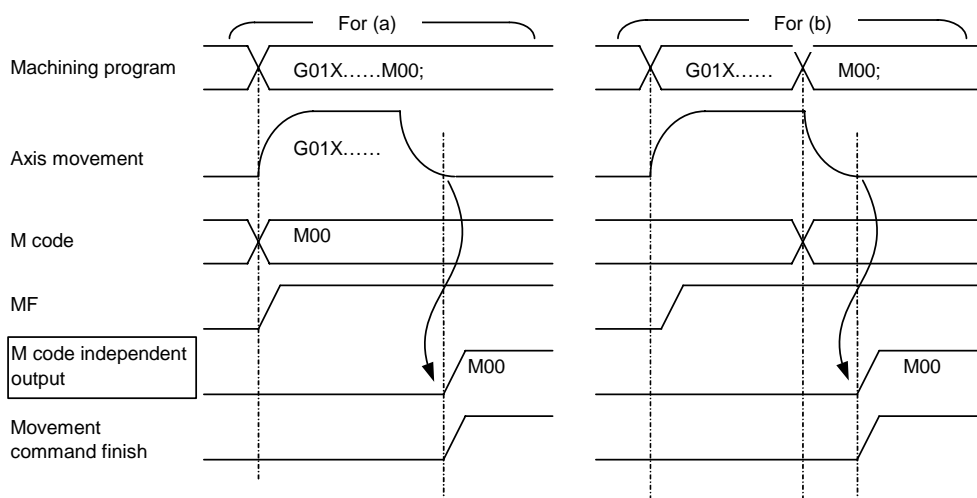 For (a)
For (b)
Machining program
G01X……M00;
G01X……
M00;
Axis movement
G01X……
M code
M00
MF
M code independent
output
M00
M00
Movement
command finish